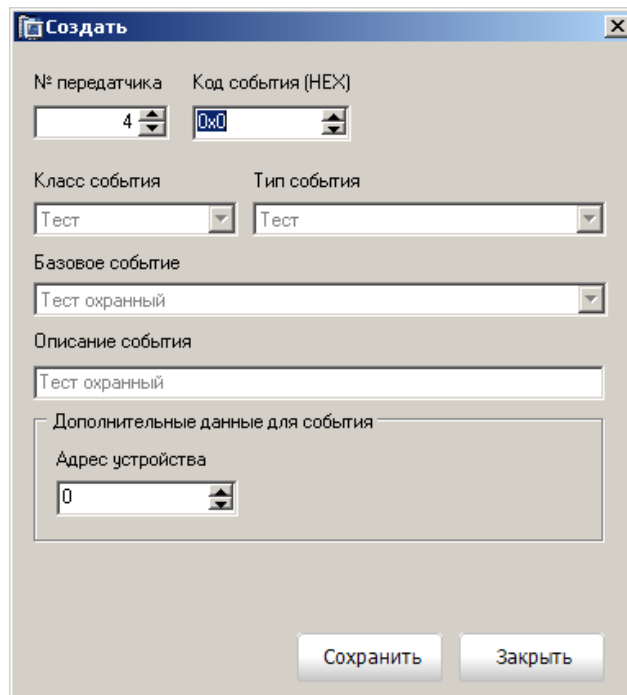 Создать
№ передатчика Код события (HEX)
4 0x0
Класс события Тип события
Тест Тест
Базовое событие
Тест охранный
Описание события
Тест охранный
Дополнительные данные для события
Адрес устройства
0
Сохранить Закрыть